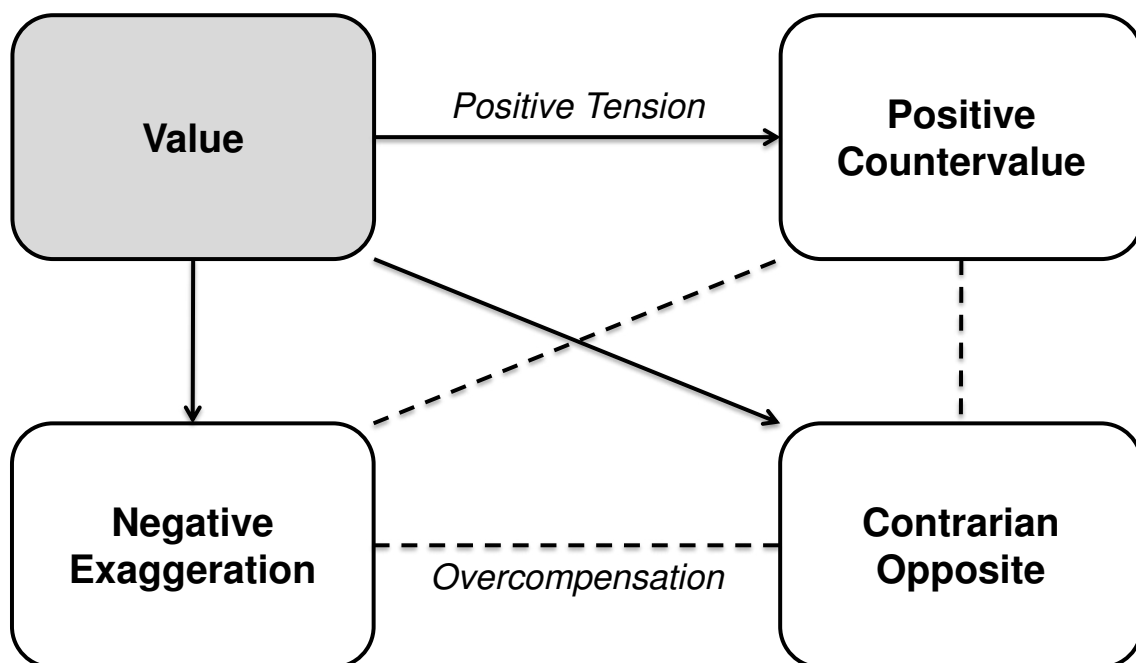 Value
Positive Tension
Positive
Countervalue
Negative
Exaggeration
Overcompensation
Contrarian
Opposite